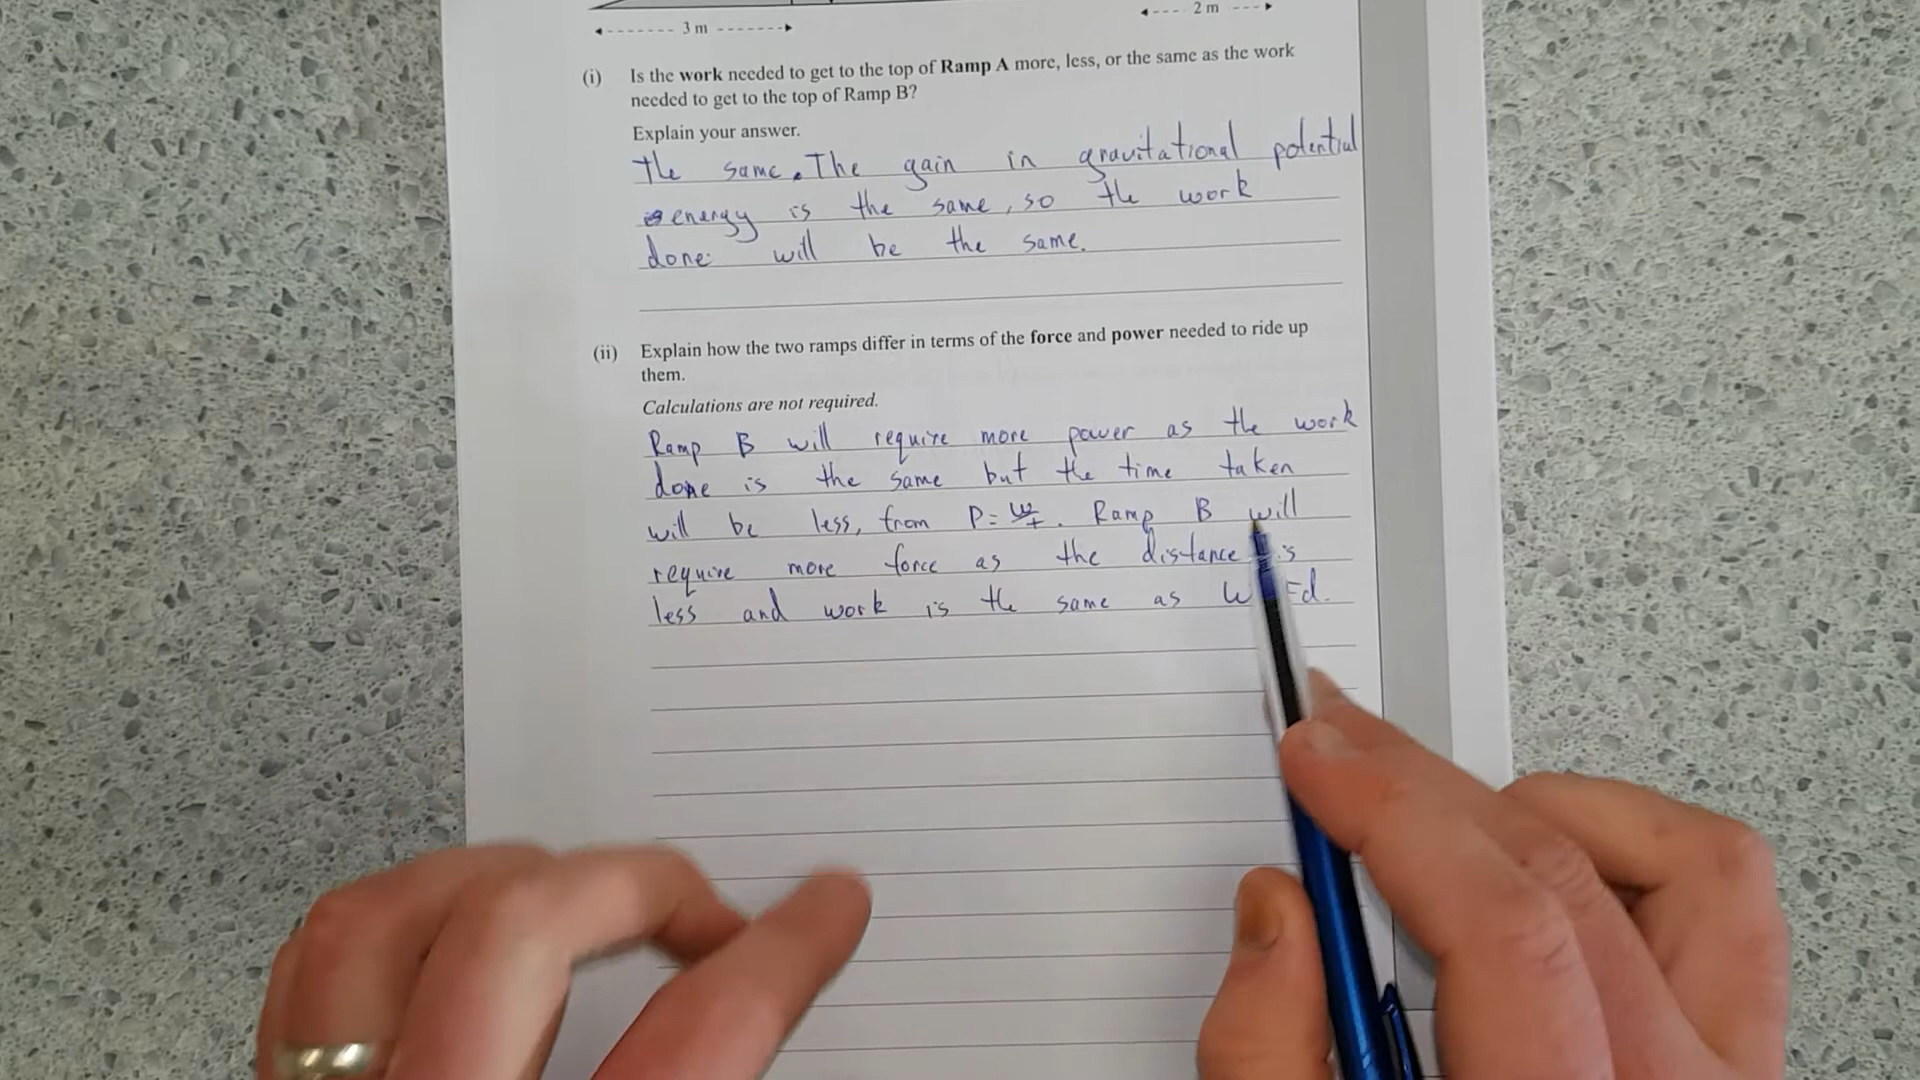 3 m
2 m
(i) Is the work needed to get to the top of Ramp A more, less, or the same as the work
needed to get to the top of Ramp B?
Explain your answer.
The same. The gain in gravitational potential
energy is the same, so the work
done will be the same.
(ii) Explain how the two ramps differ in terms of the force and power needed to ride up
them.
Calculations are not required.
Ramp B will require more power as the work
done is the same but the time taken
will be less, from P = W/t. Ramp B will
require more force as the distance is
less and work is the same as W Fd.